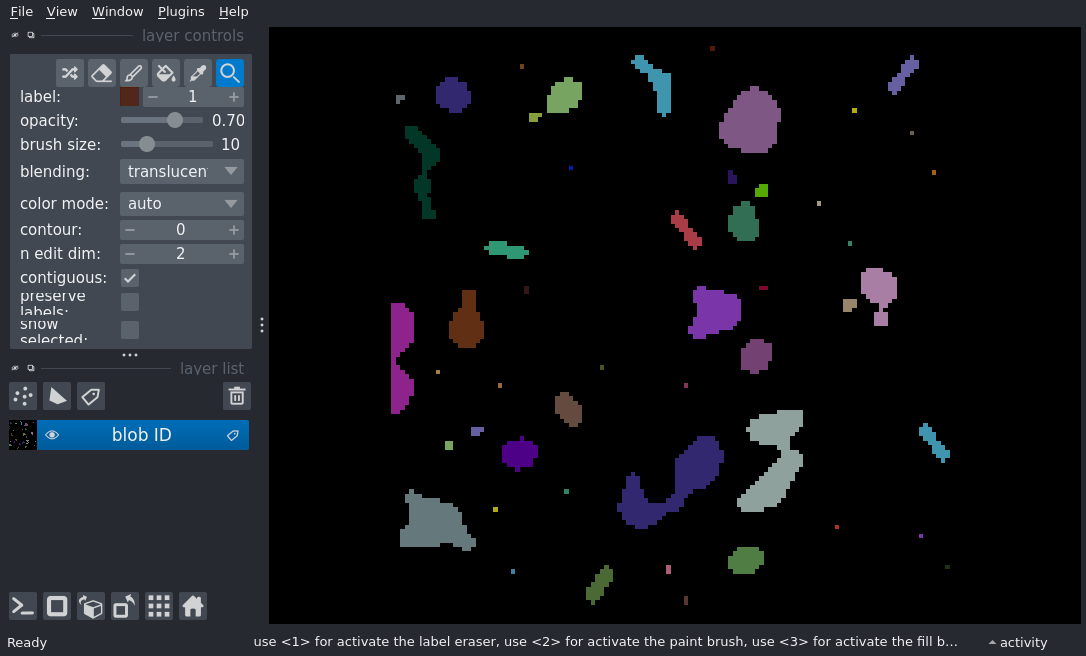 File View Window Plugins Help
layer controls
label: 1
opacity: 0.70
brush size: 10
blending: translucen
color mode: auto
contour: 0
n edit dim: 2
contiguous:
preserve
labels:
show
selected:
layer list
blob ID
Ready use <1> for activate the label eraser, use <2> for activate the paint brush, use <3> for activate the fill b... activity